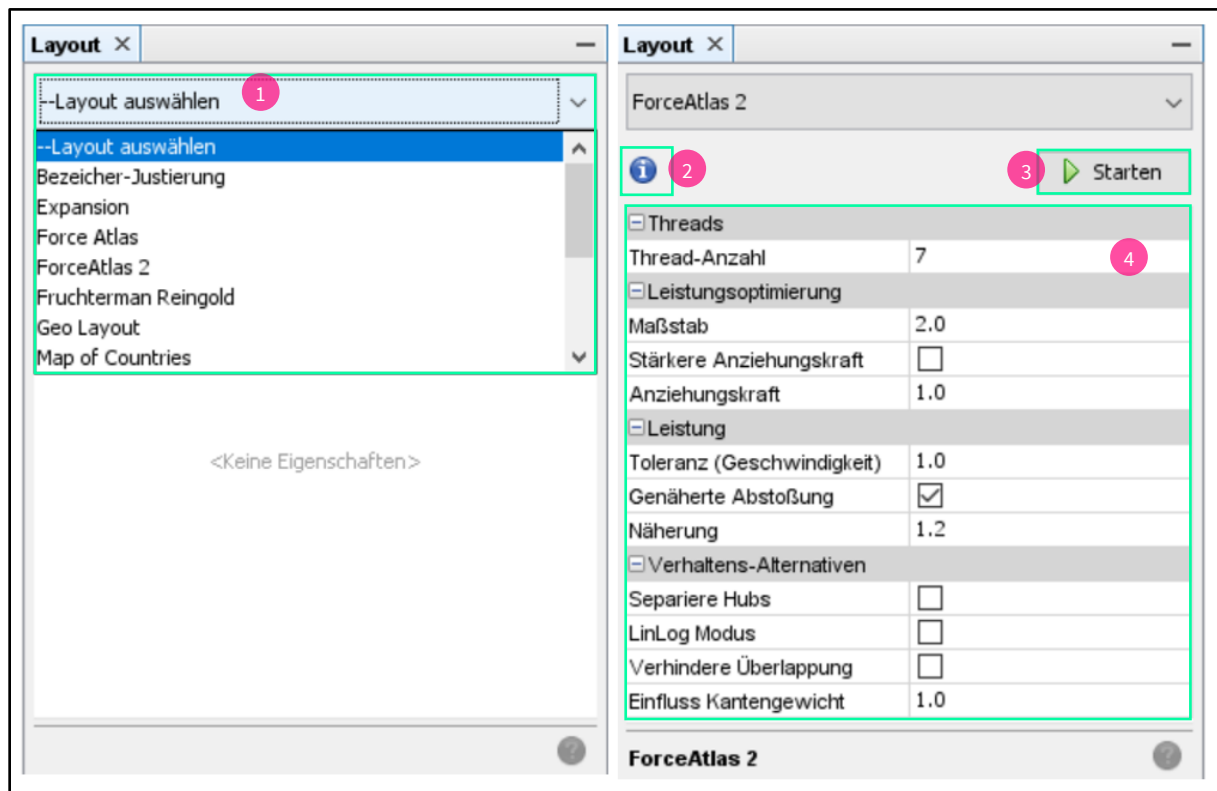 Layout
--Layout auswählen 1
--Layout auswählen
Bezeicher-Justierung
Expansion
Force Atlas
ForceAtlas 2
Fruchterman Reingold
Geo Layout
Map of Countries
<Keine Eigenschaften>
?
Layout
ForceAtlas 2
i 2 3 Starten
Threads
Thread-Anzahl 7 4
Leistungsoptimierung
Maßstab 2.0
Stärkere Anziehungskraft
Anziehungskraft 1.0
Leistung
Toleranz (Geschwindigkeit) 1.0
Genäherte Abstoßung
Näherung 1.2
Verhaltens-Alternativen
Separiere Hubs
LinLog Modus
Verhindere Überlappung
Einfluss Kantengewicht 1.0
ForceAtlas 2 ?